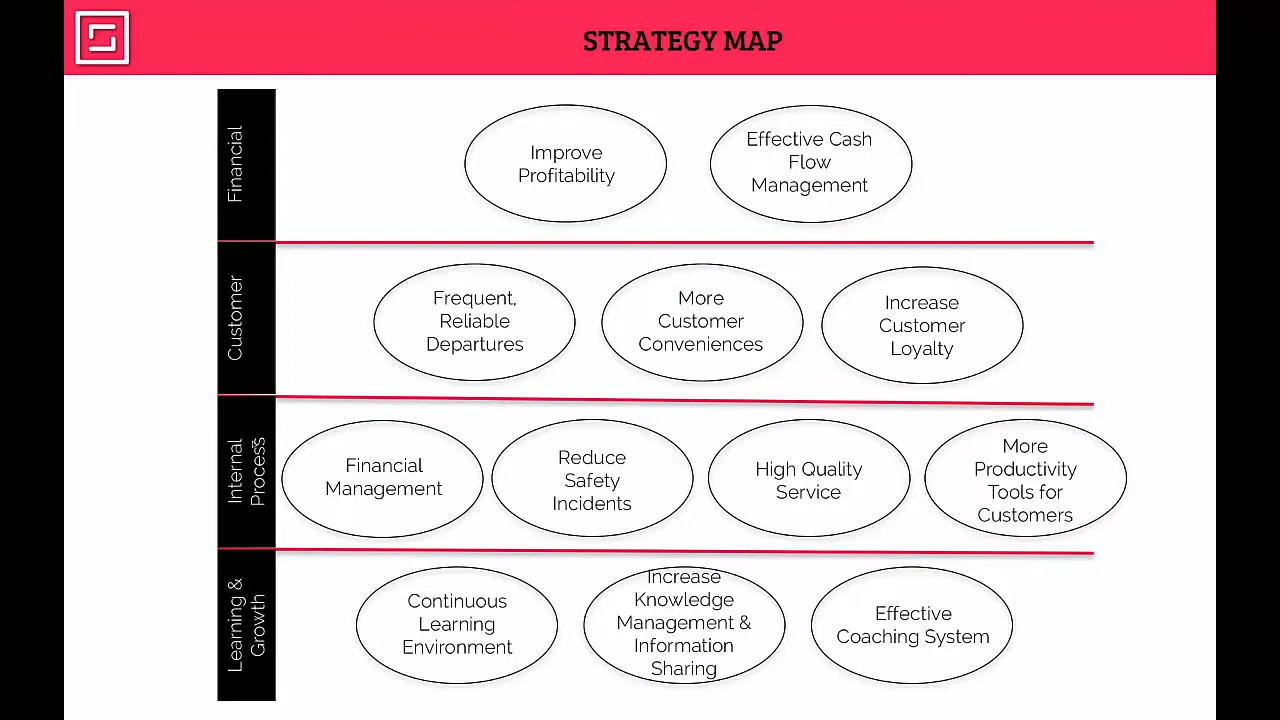 STRATEGY MAP
Financial
Improve
Profitability
Effective Cash
Flow
Management
Customer
Frequent,
Reliable
Departures
More
Customer
Conveniences
Increase
Customer
Loyalty
Internal
Process
Financial
Management
Reduce
Safety
Incidents
High Quality
Service
More
Productivity
Tools for
Customers
Learning &
Growth
Continuous
Learning
Environment
Increase
Knowledge
Management &
Information
Sharing
Effective
Coaching System